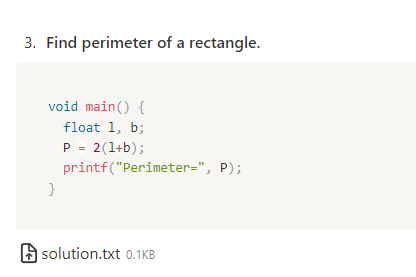 3. Find perimeter of a rectangle.
void main() {
float l, b;
P = 2(l+b);
printf("Perimeter=", P);
}
solution.txt 0.1KB